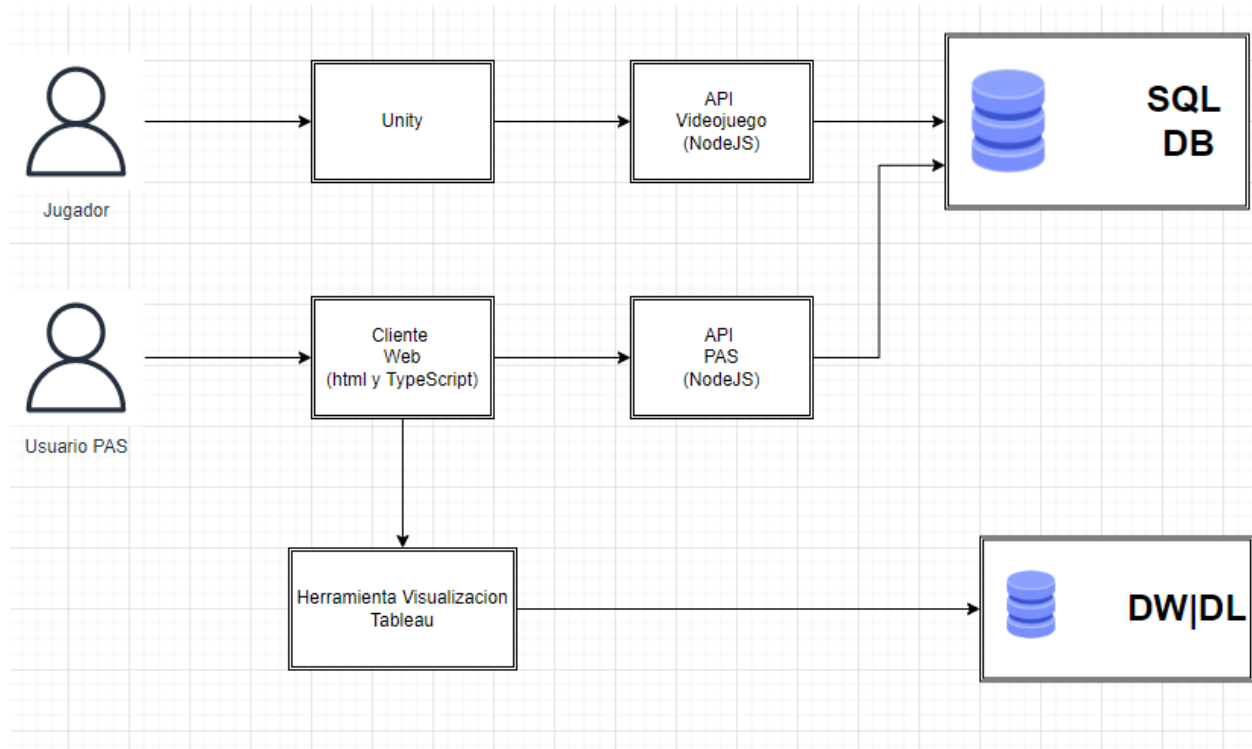 Jugador
Unity
API
Videojuego
(NodeJS)
SQL
DB
Usuario PAS
Cliente
Web
(html y TypeScript)
API
PAS
(NodeJS)
Herramienta Visualizacion
Tableau
DW|DL